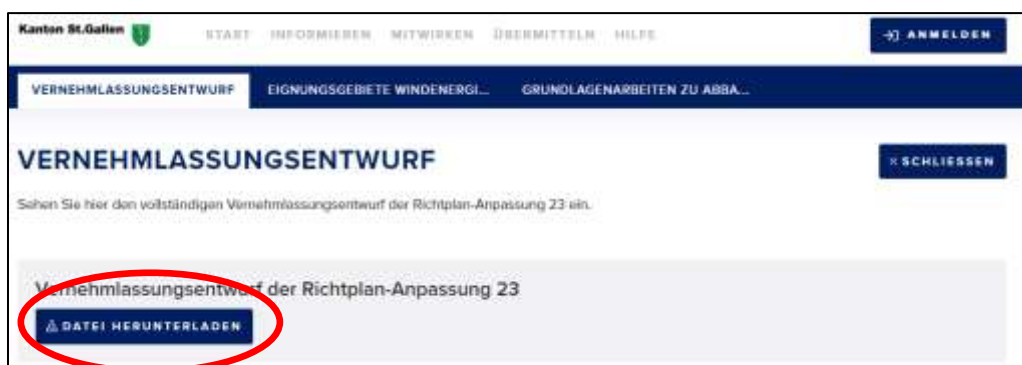 Kanton St.Gallen
START INFORMIEREN MITWIRKEN ÜBERMITTELN HILFE
ANMELDEN
VERNEHMLASSUNGSENTWURF EIGNUNGSGEBIETE WINDENERGI... GRUNDLAGENARBEITEN ZU ABBA...
VERNEHMLASSUNGSENTWURF
× SCHLIESSEN
Sehen Sie hier den vollständigen Vernehmlassungsentwurf der Richtplan-Anpassung 23 ein.
Vernehmlassungsentwurf der Richtplan-Anpassung 23
DATEI HERUNTERLADEN